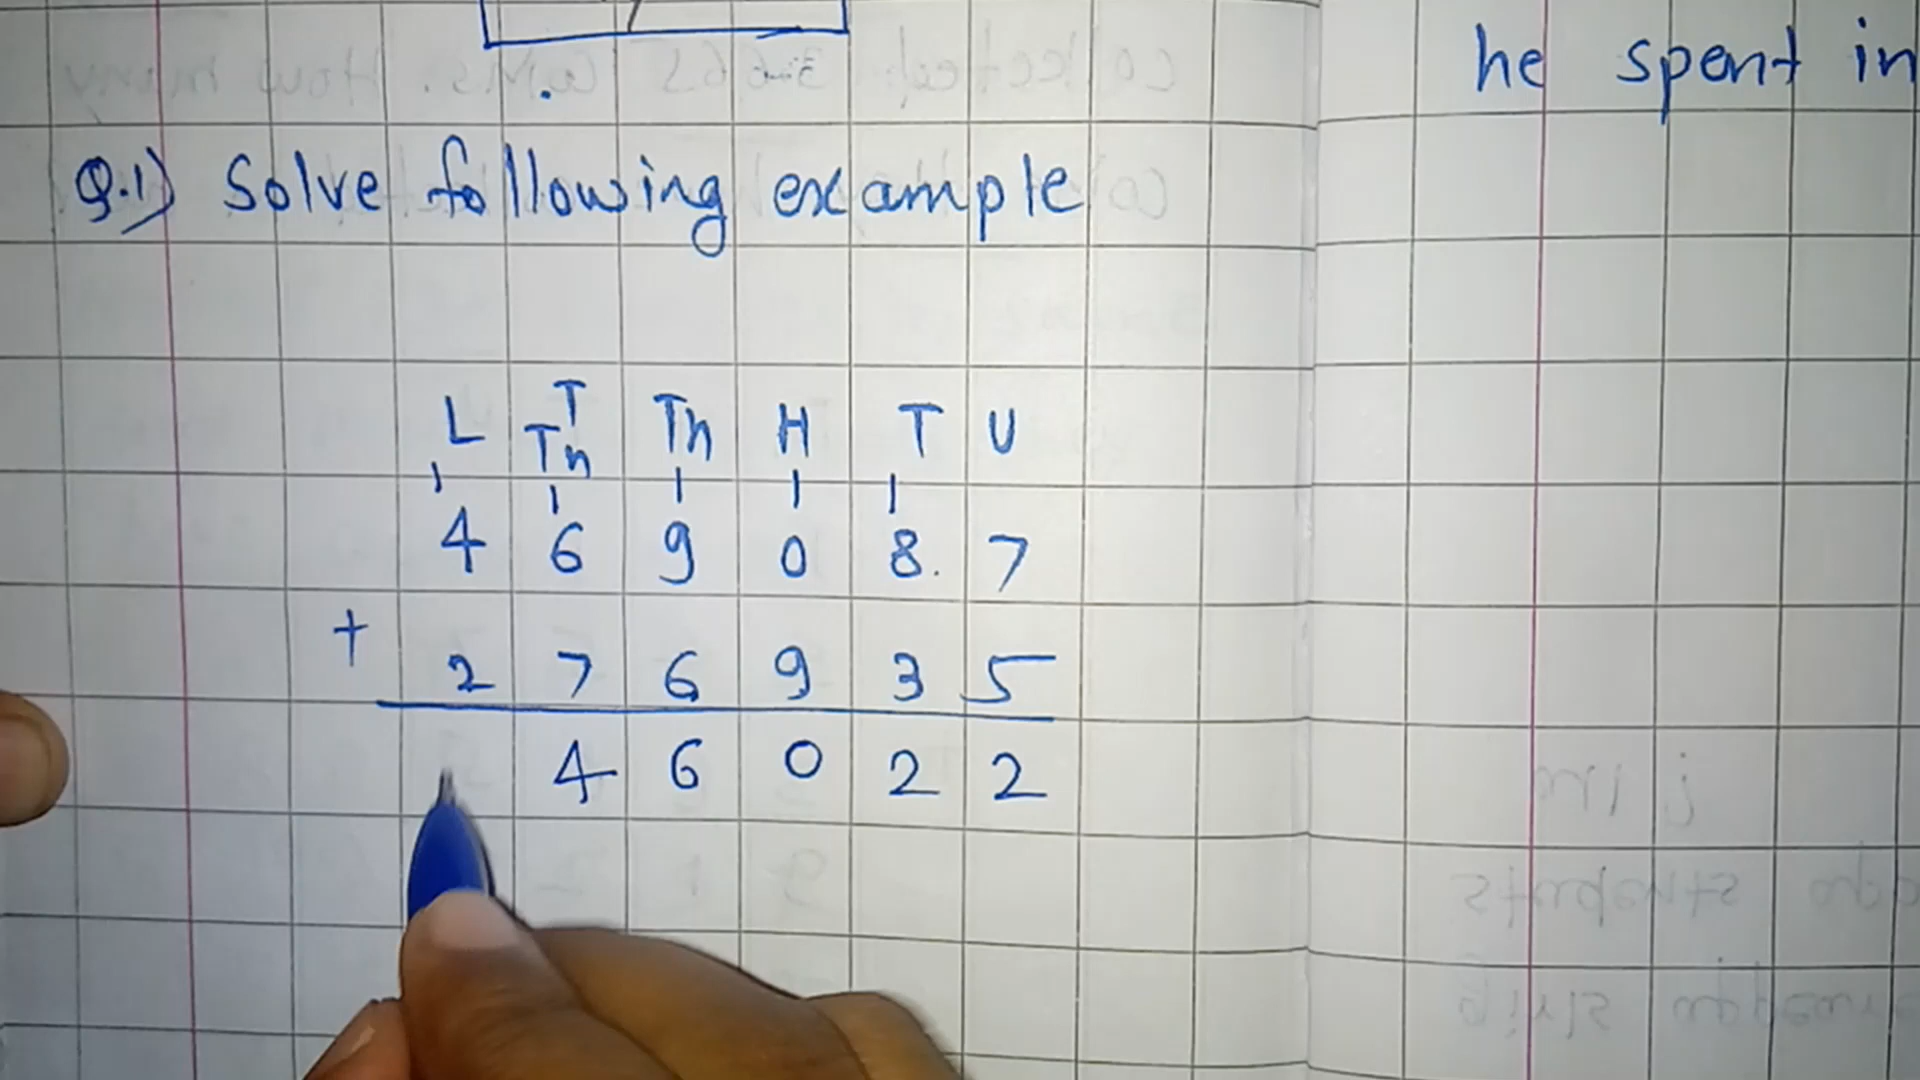 he spent in
Q.1) Solve following example
L T Th Th H T U
1 1 1 1 1
4 6 9 0 8. 7
+ 2 7 6 9 3 5
4 6 0 2 2